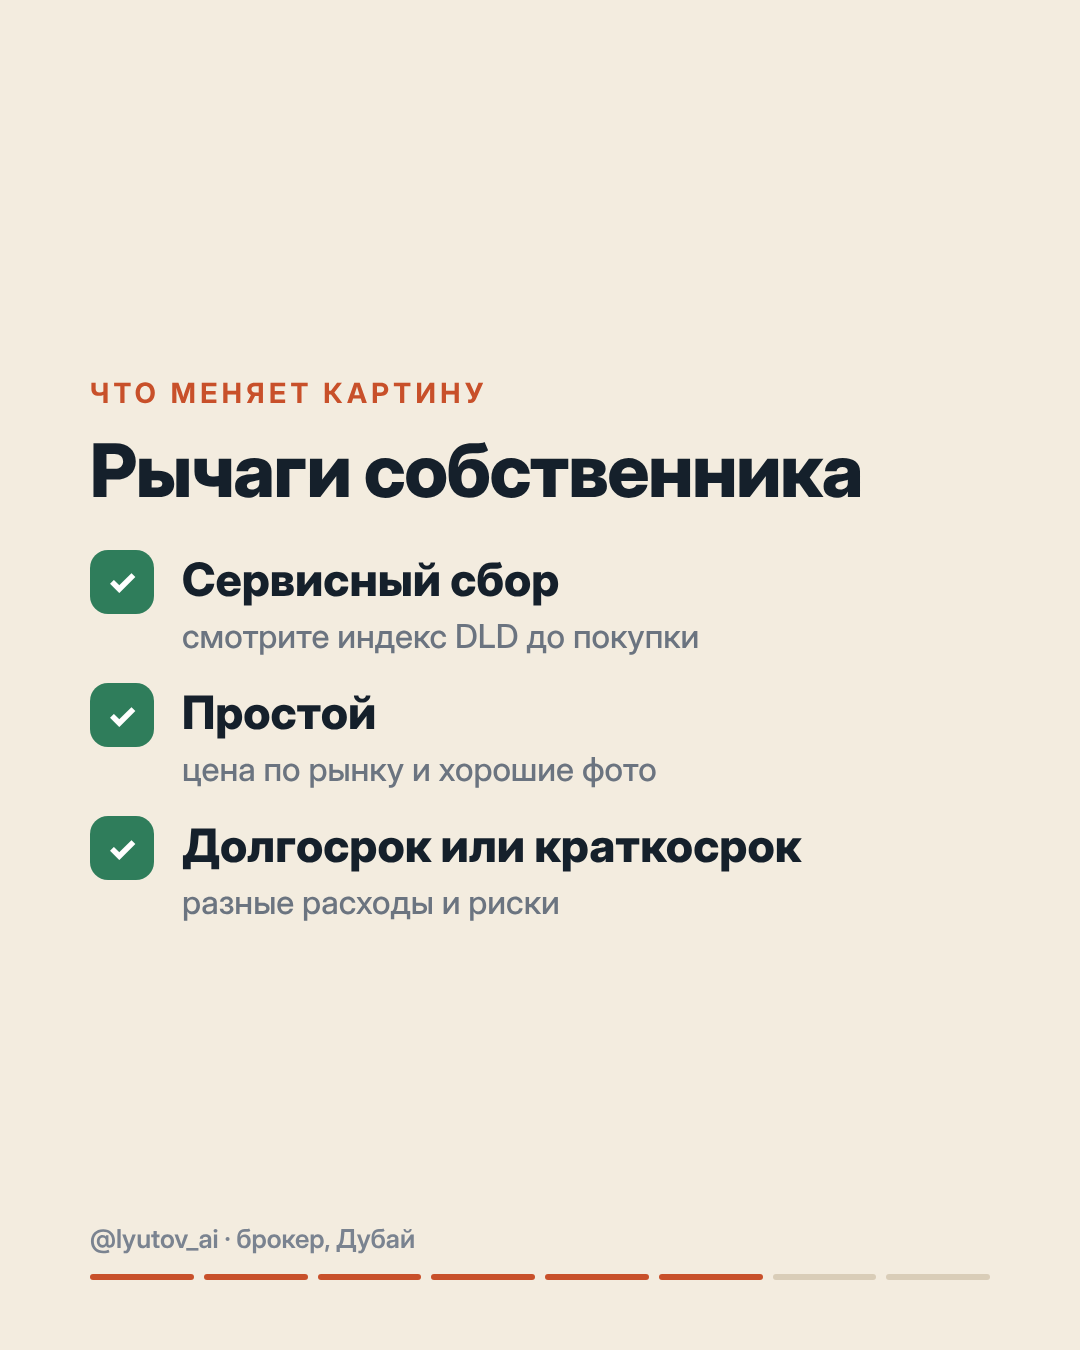 ЧТО МЕНЯЕТ КАРТИНУ
Рычаги собственника
Сервисный сбор
смотрите индекс DLD до покупки
Простой
цена по рынку и хорошие фото
Долгосрок или краткосрок
разные расходы и риски
@lyutov_ai · брокер, Дубай